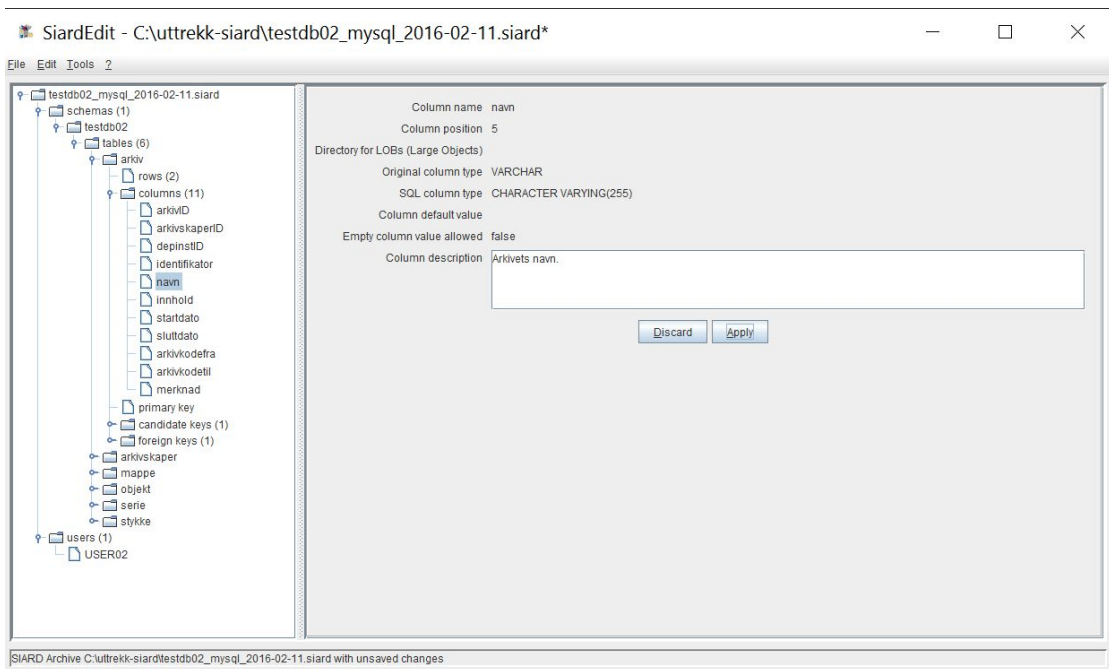 SiardEdit - C:\uttrekk-siard\testdb02_mysql_2016-02-11.siard*
File Edit Tools ?
testdb02_mysql_2016-02-11.siard
schemas (1)
testdb02
tables (6)
arkiv
rows (2)
columns (11)
arkivID
arkivskaperID
depinstID
identifikator
navn
innhold
startdato
sluttdato
arkivkodefra
arkivkodetil
merknad
primary key
candidate keys (1)
foreign keys (1)
arkivskaper
mappe
objekt
serie
stykke
users (1)
USER02
Column name navn
Column position 5
Directory for LOBs (Large Objects)
Original column type VARCHAR
SQL column type CHARACTER VARYING(255)
Column default value
Empty column value allowed false
Column description Arkivets navn.
Discard Apply
SIARD Archive C:\uttrekk-siard\testdb02_mysql_2016-02-11.siard with unsaved changes